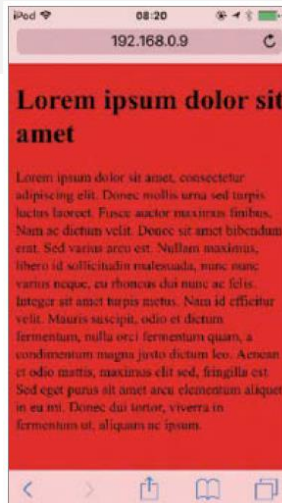 iPod 08:20
192.168.0.9
Lorem ipsum dolor sit
amet
Lorem ipsum dolor sit amet, consectetur
adipiscing elit. Donec mollis urna sed turpis
luctus laoreet. Fusce auctor maximus finibus.
Nam ac dictum velit. Donec sit amet bibendum
erat. Sed varius arcu est. Nullam maximus,
libero id sollicitudin malesuada, nunc nunc
varius neque, eu rhoncus dui nunc ac felis.
Integer sit amet turpis metus. Nam id efficitur
velit. Mauris suscipit, odio et dictum
fermentum, nulla orci fermentum quam, a
condimentum magna justo dictum leo. Aenean
et odio mattis, maximus elit sed, fringilla est.
Sed eget purus sit amet arcu elementum aliquet
in eu mi. Donec dui tortor, viverra in
fermentum ut, aliquam ac ipsum.